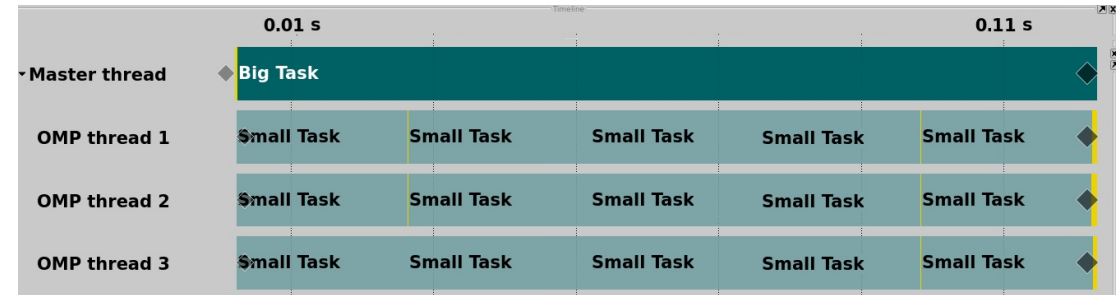 Timeline
0.01 s 0.11 s
Master thread Big Task
OMP thread 1 Small Task Small Task Small Task Small Task Small Task
OMP thread 2 Small Task Small Task Small Task Small Task Small Task
OMP thread 3 Small Task Small Task Small Task Small Task Small Task